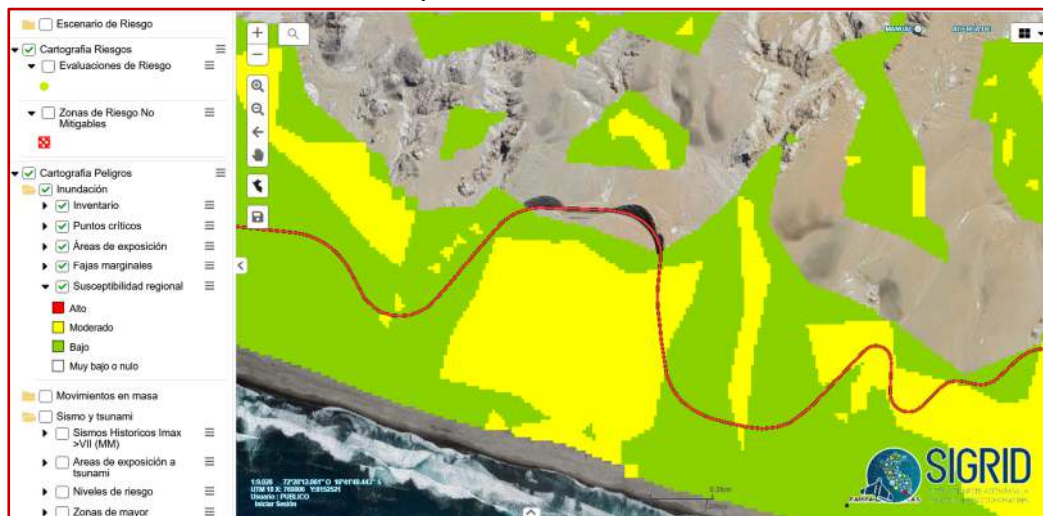 Escenario de Riesgo
Cartografía Riesgos
Evaluaciones de Riesgo
Zonas de Riesgo No
Mitigables
Cartografía Peligros
Inundación
Inventario
Puntos críticos
Áreas de exposición
Fajas marginales
Susceptibilidad regional
Alto
Moderado
Bajo
Muy bajo o nulo
Movimientos en masa
Sismo y tsunami
Sismos Historicos Imax
>VII (MM)
Areas de exposición a
tsunami
Niveles de riesgo
Zonas de mayor
MANUAL
Usuario : PUBLICO
Iniciar Sesión
SIGRID